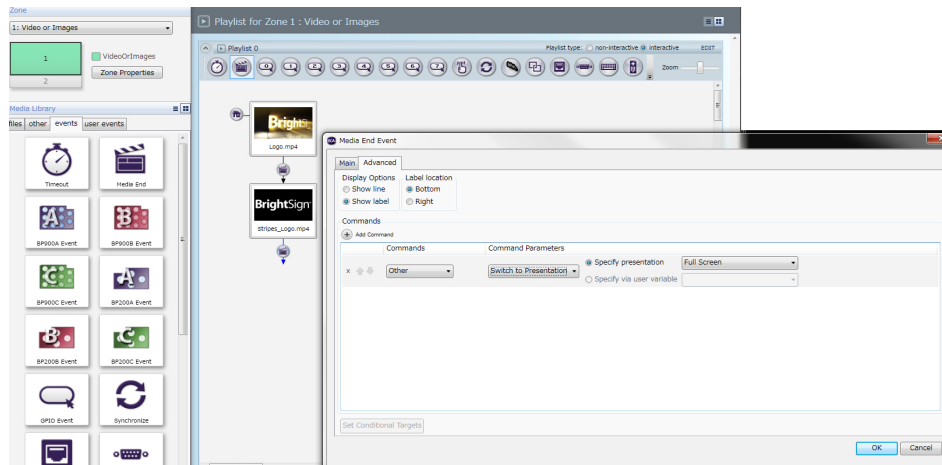 Zone
1: Video or Images
1
2
VideoOrImages
Zone Properties
Media Library
files other events user events
Timeout
Media End
BP900A Event
BP900B Event
BP900C Event
BP200A Event
BP200B Event
BP200C Event
GPIO Event
Synchronize
Playlist for Zone 1 : Video or Images
Playlist 0
Playlist type: non-interactive interactive EDIT
Zoom
Logo.mp4
BrightSign
Stripes_Logo.mp4
Media End Event
Main Advanced
Display Options
Show line
Show label
Label location
Bottom
Right
Commands
Add Command
Commands Command Parameters
x Other Switch to Presentation Specify presentation Full Screen
Specify via user variable
Set Conditional Targets
OK Cancel